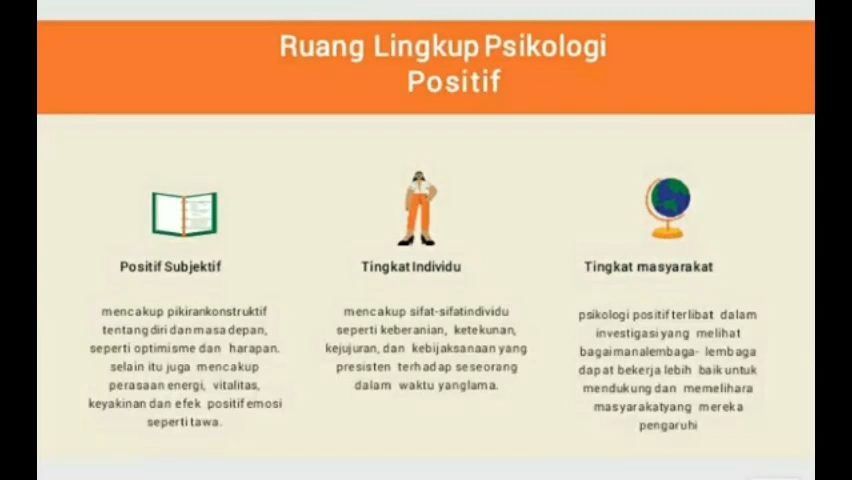 Ruang Lingkup Psikologi
Positif
Positif Subjektif
mencakup pikirankonstruktif
tentang diri dan masa depan,
seperti optimisme dan harapan.
selain itu juga mencakup
perasaan energi, vitalitas,
keyakinan dan efek positif emosi
seperti tawa.
Tingkat Individu
mencakup sifat-sifatindividu
seperti keberanian, ketekunan,
kejujuran, dan kebijaksanaan yang
presisten terhadap seseorang
dalam waktu yanglama.
Tingkat masyarakat
psikologi positif terlibat dalam
investigasi yang melihat
bagaimanalembaga- lembaga
dapat bekerja lebih baik untuk
mendukung dan memelihara
masyarakatyang mereka
pengaruhi